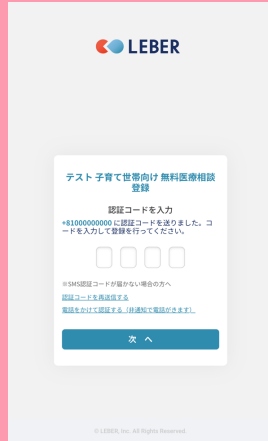 LEBER
テスト 子育て世帯向け 無料医療相談
登録
認証コードを入力
+81000000000 に認証コードを送りました。コ
ードを入力して登録を行ってください。
※SMS認証コードが届かない場合の方へ
認証コードを再送信する
電話をかけて認証する（非通知で電話がきます）
次　へ
© LEBER, Inc. All Rights Reserved.